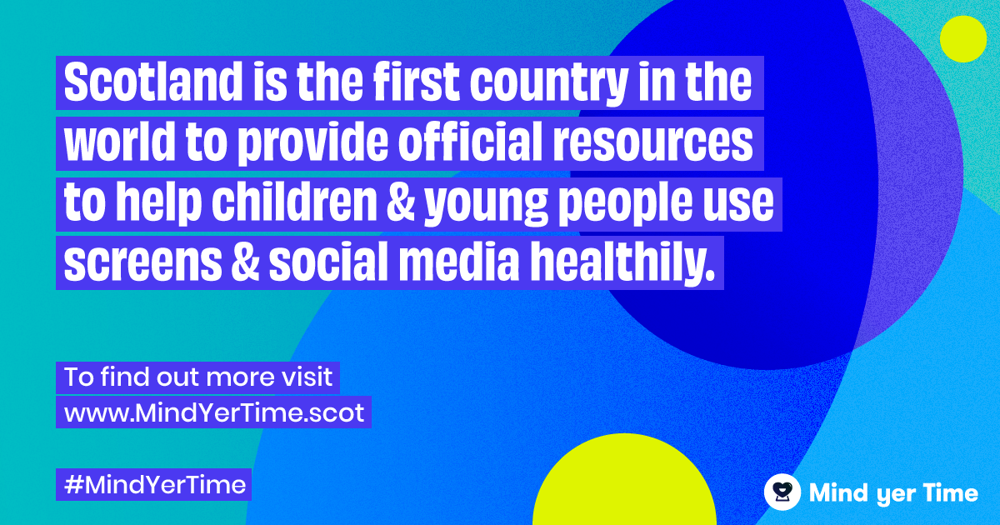 Scotland is the first country in the
world to provide official resources
to help children & young people use
screens & social media healthily.
To find out more visit
www.MindYerTime.scot
#MindYerTime
Mind yer Time